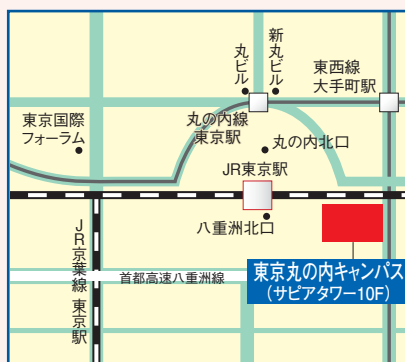 丸ビル
新丸ビル
東西線
大手町駅
東京国際
フォーラム
丸の内線
東京駅
丸の内北口
JR東京駅
八重洲北口
JR京葉線 東京駅
首都高速八重洲線
東京丸の内キャンパス
(サピアタワー10F)